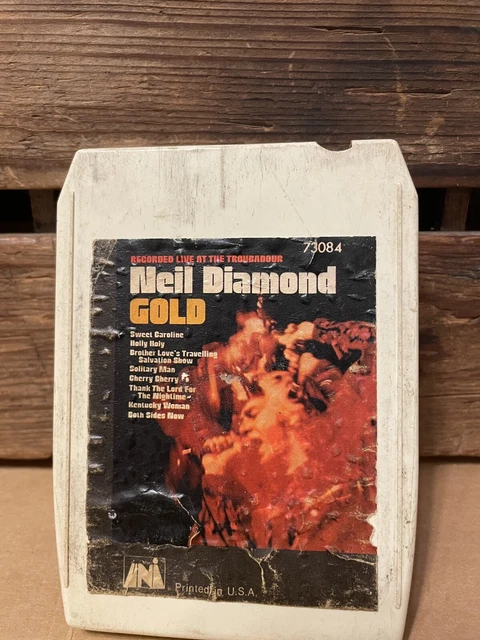 73084
RECORDED LIVE AT THE TROUBADOUR
Neil Diamond
GOLD
Sweet Caroline
Holly Holy
Brother Love's Travelling
Salvation Show
Solitary Man
Cherry Cherry
Thank The Lord For
The Nightime
Kentucky Woman
Both Sides Now
UNI
Printed in U.S.A.